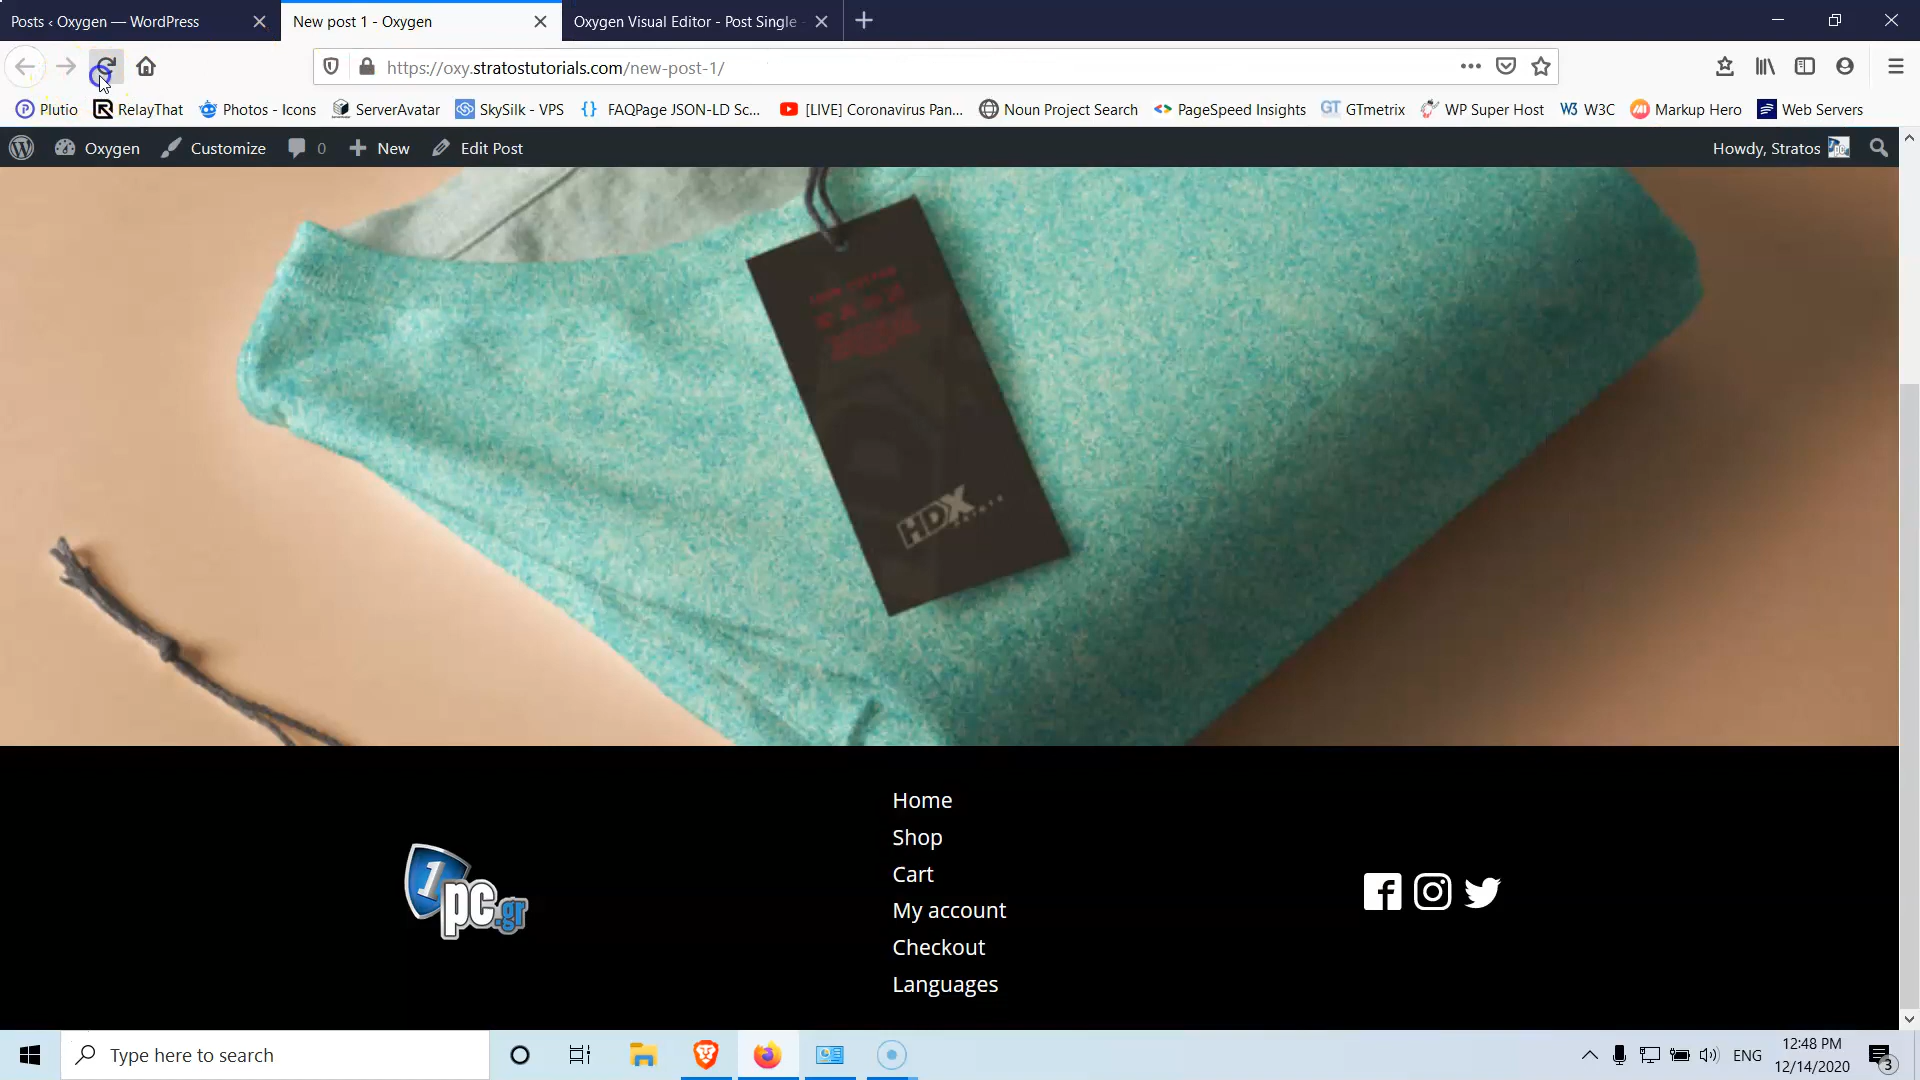 Posts ‹ Oxygen — WordPress
New post 1 - Oxygen
Oxygen Visual Editor - Post Single -
https://oxy.stratostutorials.com/new-post-1/
Plutio
RelayThat
Photos - Icons
ServerAvatar
SkySilk - VPS
FAQPage JSON-LD Sc...
[LIVE] Coronavirus Pan...
Noun Project Search
PageSpeed Insights
GT GTmetrix
WP Super Host
W3 W3C
Markup Hero
Web Servers
Oxygen
Customize
0
New
Edit Post
Howdy, Stratos
HDX
Home
Shop
Cart
My account
Checkout
Languages
1pc.gr
Type here to search
ENG
12:48 PM
12/14/2020
3